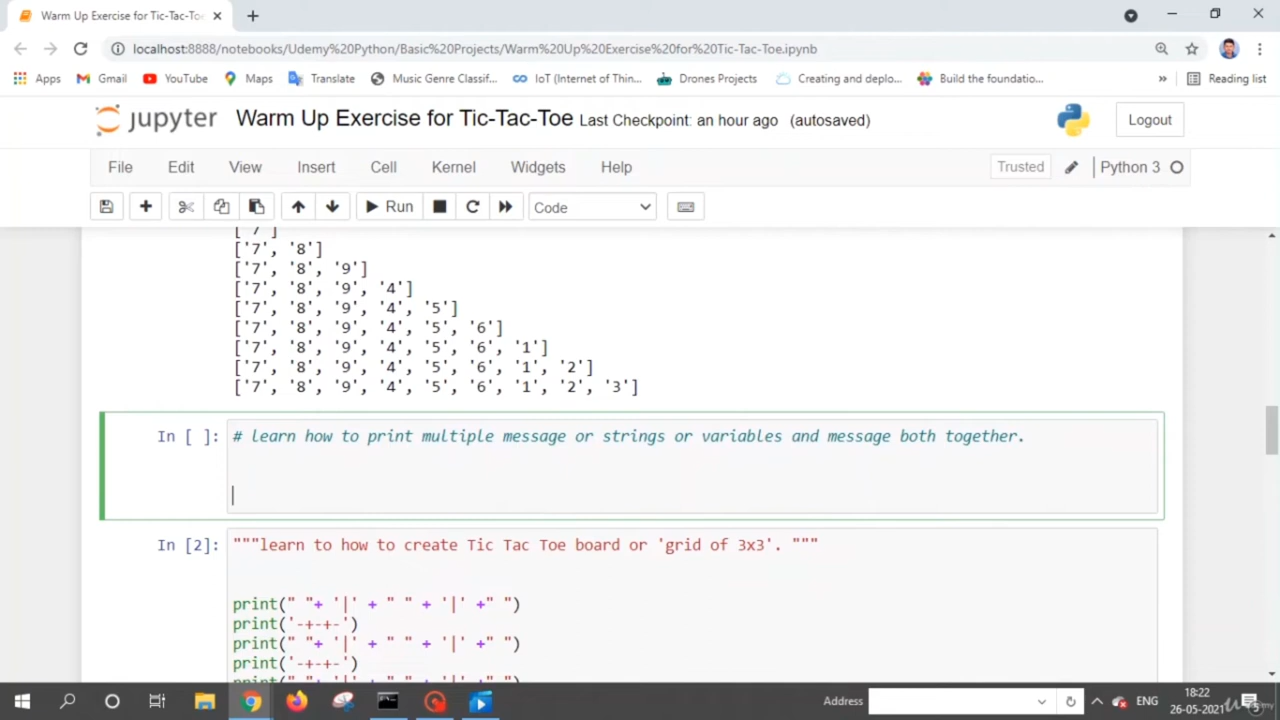 Warm Up Exercise for Tic-Tac-Toe
localhost:8888/notebooks/Udemy%20Python/Basic%20Projects/Warm%20Up%20Exercise%20for%20Tic-Tac-Toe.ipynb
Apps Gmail YouTube Maps Translate Music Genre Classif... IoT (Internet of Thin... Drones Projects Creating and deplo... Build the foundatio... » Reading list
jupyter Warm Up Exercise for Tic-Tac-Toe Last Checkpoint: an hour ago (autosaved) Logout
File Edit View Insert Cell Kernel Widgets Help Trusted Python 3
Run Code
['7']
['7', '8']
['7', '8', '9']
['7', '8', '9', '4']
['7', '8', '9', '4', '5']
['7', '8', '9', '4', '5', '6']
['7', '8', '9', '4', '5', '6', '1']
['7', '8', '9', '4', '5', '6', '1', '2']
['7', '8', '9', '4', '5', '6', '1', '2', '3']
In [ ]: # learn how to print multiple message or strings or variables and message both together.
In [2]: """learn to how to create Tic Tac Toe board or 'grid of 3x3'. """
print(" "+ '|' + " " + '|' +" ")
print('-+-+-')
print(" "+ '|' + " " + '|' +" ")
print('-+-+-')
print(" "+ '|' + " " + '|' +" ")
Address ENG 18:22
26-05-2021